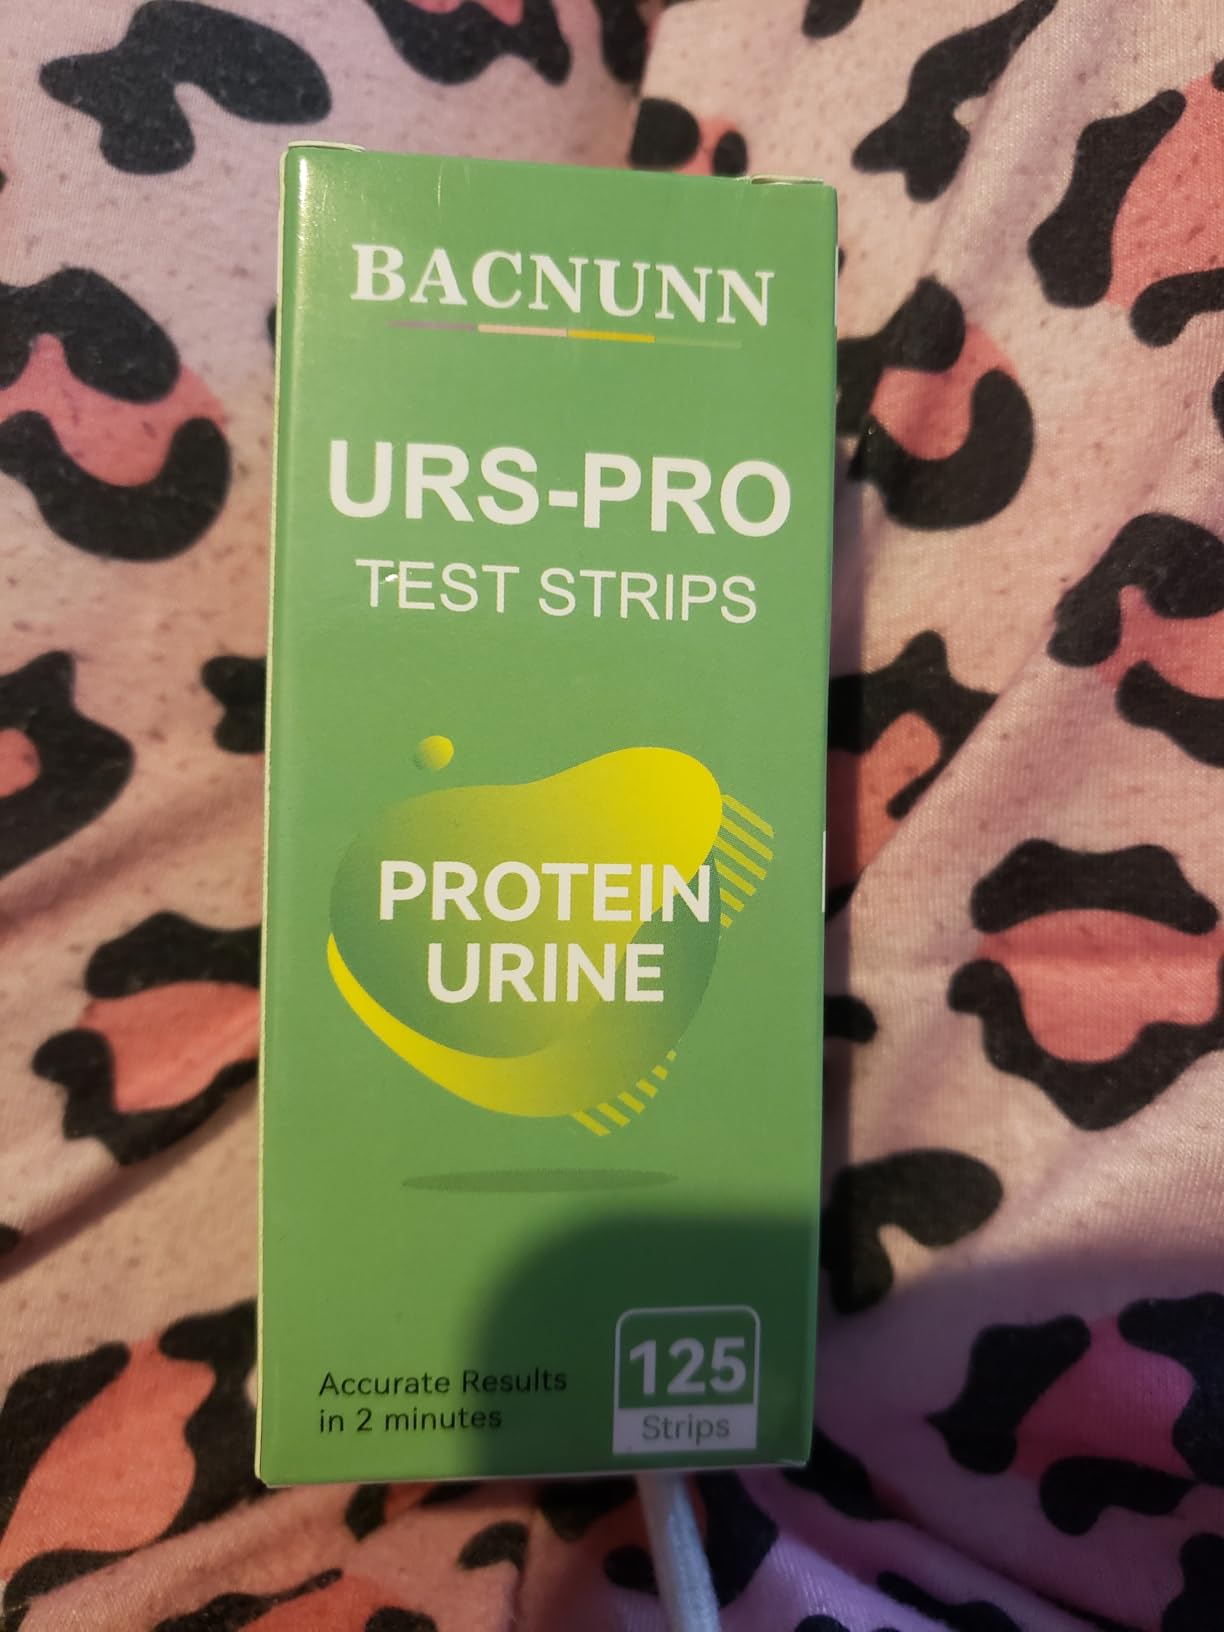 BACNUNN
URS-PRO
TEST STRIPS
PROTEIN
URINE
Accurate Results
in 2 minutes
125
Strips